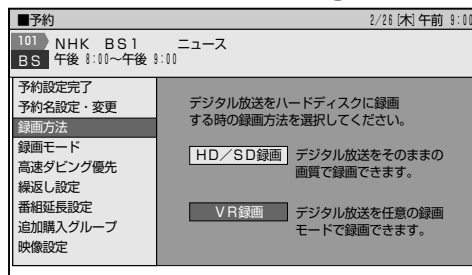 ■予約 2/26[木]午前 9:00
101 NHK BS1 ニュース
BS 午後 8:00〜午後 9:00
予約設定完了
予約名設定・変更
録画方法
録画モード
高速ダビング優先
繰返し設定
番組延長設定
追加購入グループ
映像設定
デジタル放送をハードディスクに録画
する時の録画方法を選択してください。
HD/SD録画 デジタル放送をそのままの
画質で録画できます。
VR録画 デジタル放送を任意の録画
モードで録画できます。